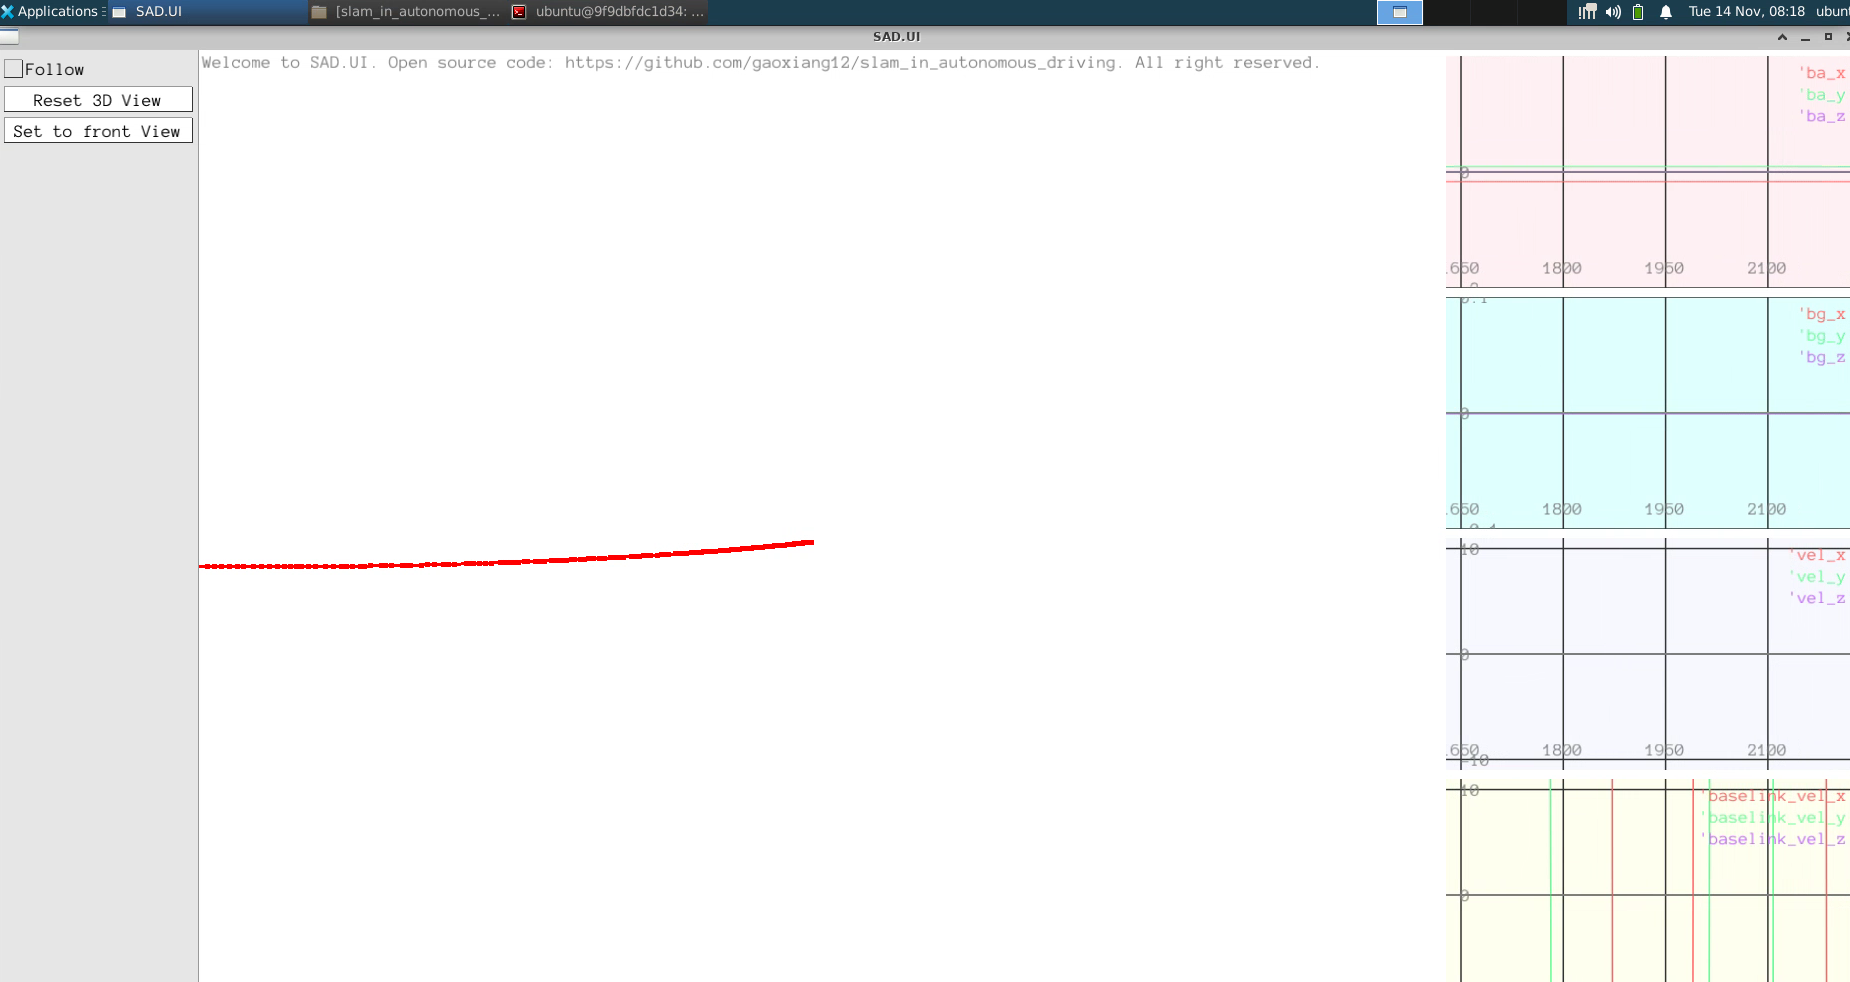 Applications
SAD.UI
[slam_in_autonomous_...
ubuntu@9f9dbfdc1d34: ...
Tue 14 Nov, 08:18
ubun
SAD.UI
Follow
Reset 3D View
Set to front View
Welcome to SAD.UI. Open source code: https://github.com/gaoxiang12/slam_in_autonomous_driving. All right reserved.
'ba_x
'ba_y
'ba_z
0
.650 1800 1950 2100
'bg_x
'bg_y
'bg_z
0
.650 1800 1950 2100
10
'vel_x
'vel_y
'vel_z
0
.650 1800 1950 2100
-10
10
'baselink_vel_x
'baselink_vel_y
'baselink_vel_z
0